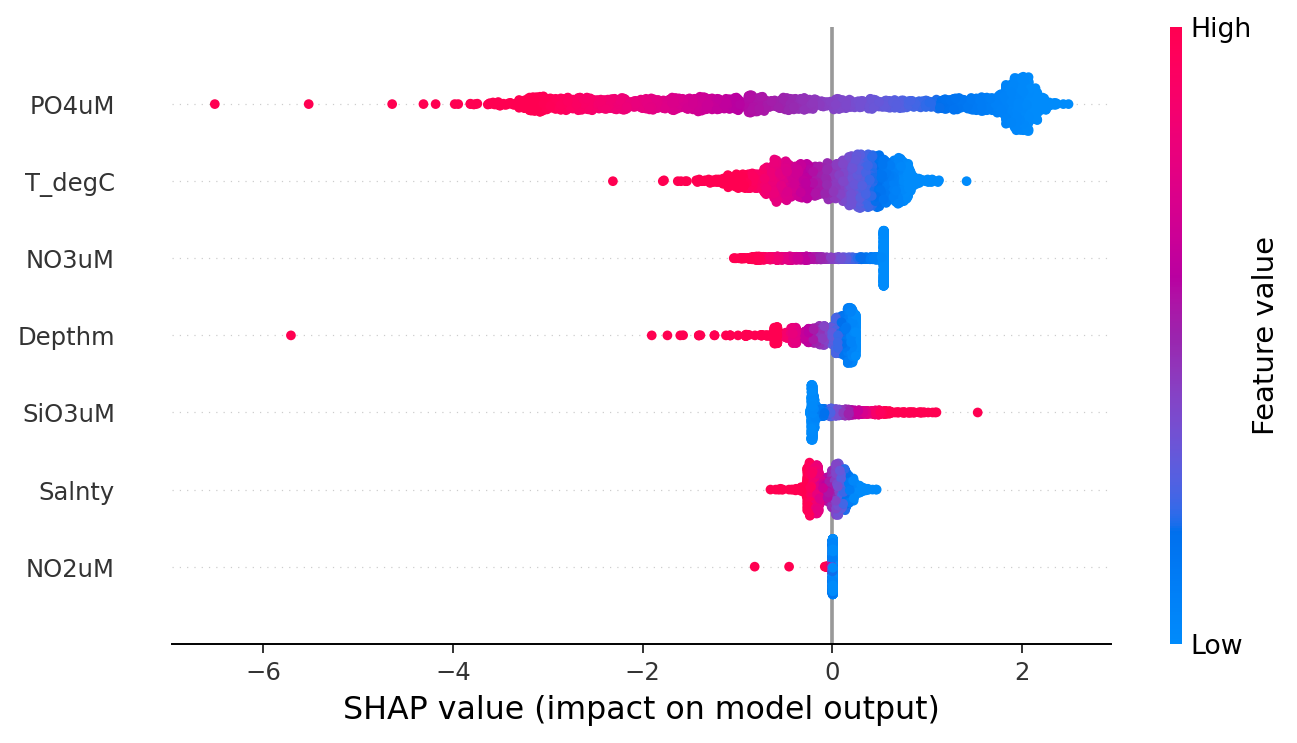 High
PO4uM
T_degC
NO3uM
Depthm
SiO3uM
Salnty
NO2uM
Feature value
Low
−6 −4 −2 0 2
SHAP value (impact on model output)